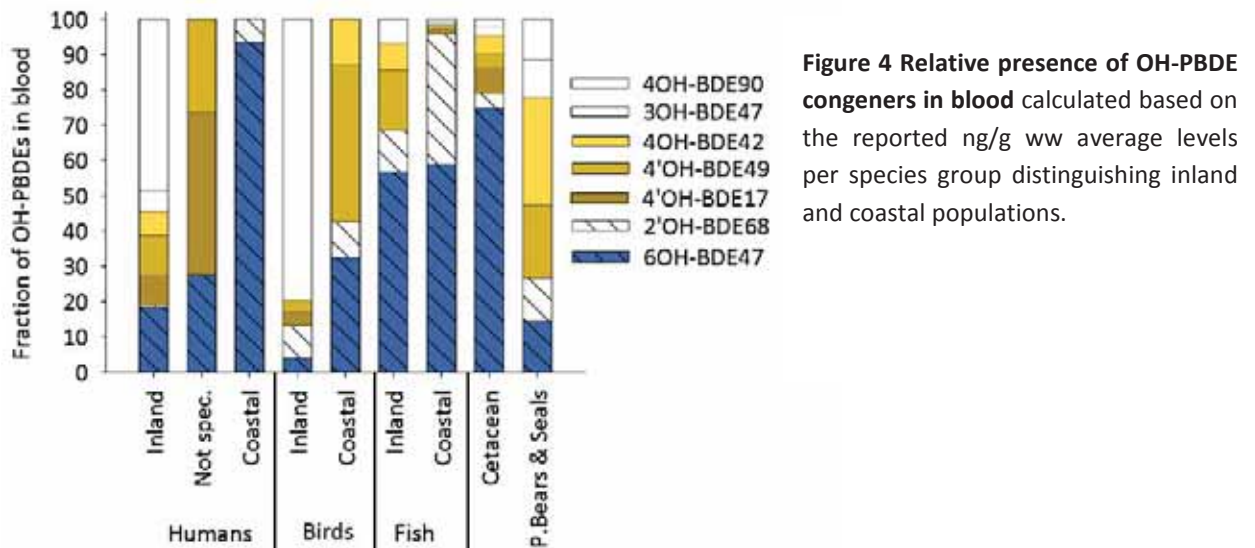 Fraction of OH-PBDEs in blood
100
90
80
70
60
50
40
30
20
10
0
Inland
Not spec.
Coastal
Inland
Coastal
Inland
Coastal
Cetacean
P.Bears & Seals
Humans
Birds
Fish
4OH-BDE90
3OH-BDE47
4OH-BDE42
4'OH-BDE49
4'OH-BDE17
2'OH-BDE68
6OH-BDE47
Figure 4 Relative presence of OH-PBDE
congeners in blood calculated based on
the reported ng/g ww average levels
per species group distinguishing inland
and coastal populations.